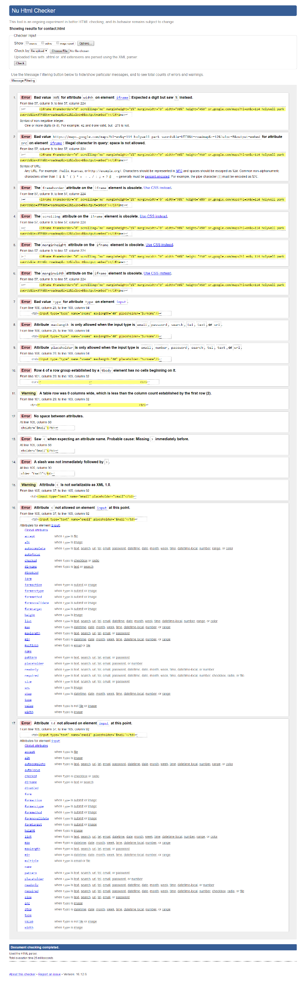 Nu Html Checker
This tool is an ongoing experiment in better HTML checking, and its behavior remains subject to change
Showing results for contact.html
Checker Input
Show source outline image report Options...
Check by file upload Choose File No file chosen
Uploaded files with .xhtml or .xht extensions are parsed using the XML parser.
Check
Use the Message Filtering button below to hide/show particular messages, and to see total counts of errors and warnings.
Message Filtering
1. Error Bad value 98% for attribute width on element iframe: Expected a digit but saw % instead.
From line 57, column 9; to line 57, column 224
>↩ <iframe frameborder="0" scrolling="no" marginheight="1%" marginwidth="0" width="98%" height="450" sr…google.com/maps?hl=en&q=114 holywell park
swords&ie=UTF8&t=roadmap&z=12&iwloc=B&output=embed"></iframe>↩
Syntax of non-negative integer:
One or more digits (0–9). For example: 42 and 0 are valid, but -273 is not.
2. Error Bad value https://maps.google.com/maps?hl=en&q=114 holywell park swords&ie=UTF8&t=roadmap&z=12&iwloc=B&output=embed for attribute
src on element iframe: Illegal character in query: space is not allowed.
From line 57, column 9; to line 57, column 224
>↩ <iframe frameborder="0" scrolling="no" marginheight="1%" marginwidth="0" width="98%" height="450" sr…google.com/maps?hl=en&q=114 holywell park
swords&ie=UTF8&t=roadmap&z=12&iwloc=B&output=embed"></iframe>↩
Syntax of URL:
Any URL. For example: /hello, #canvas, or http://example.org/. Characters should be represented in NFC and spaces should be escaped as %20. Common non-alphanumeric
characters other than ! $ & ' ( ) * + - . / : ; = ? @ _ ~ generally must be percent-encoded. For example, the pipe character (|) must be encoded as %7C.
3. Error The frameborder attribute on the iframe element is obsolete. Use CSS instead.
From line 57, column 9; to line 57, column 224
>↩ <iframe frameborder="0" scrolling="no" marginheight="1%" marginwidth="0" width="98%" height="450" sr…google.com/maps?hl=en&q=114 holywell park
swords&ie=UTF8&t=roadmap&z=12&iwloc=B&output=embed"></iframe>↩
4. Error The scrolling attribute on the iframe element is obsolete. Use CSS instead.
From line 57, column 9; to line 57, column 224
>↩ <iframe frameborder="0" scrolling="no" marginheight="1%" marginwidth="0" width="98%" height="450" sr…google.com/maps?hl=en&q=114 holywell park
swords&ie=UTF8&t=roadmap&z=12&iwloc=B&output=embed"></iframe>↩
5. Error The marginheight attribute on the iframe element is obsolete. Use CSS instead.
From line 57, column 9; to line 57, column 224
>↩ <iframe frameborder="0" scrolling="no" marginheight="1%" marginwidth="0" width="98%" height="450" sr…google.com/maps?hl=en&q=114 holywell park
swords&ie=UTF8&t=roadmap&z=12&iwloc=B&output=embed"></iframe>↩
6. Error The marginwidth attribute on the iframe element is obsolete. Use CSS instead.
From line 57, column 9; to line 57, column 224
>↩ <iframe frameborder="0" scrolling="no" marginheight="1%" marginwidth="0" width="98%" height="450" sr…google.com/maps?hl=en&q=114 holywell park
swords&ie=UTF8&t=roadmap&z=12&iwloc=B&output=embed"></iframe>↩
7. Error Bad value type for attribute type on element input.
From line 100, column 25; to line 100, column 94
<td><input type="type" name="sname" maxlength="40" placeholder="Surname"/>↩
8. Error Attribute maxlength is only allowed when the input type is email, password, search, tel, text, or url.
From line 100, column 25; to line 100, column 94
<td><input type="type" name="sname" maxlength="40" placeholder="Surname"/>↩
9. Error Attribute placeholder is only allowed when the input type is email, number, password, search, tel, text, or url.
From line 100, column 25; to line 100, column 94
<td><input type="type" name="sname" maxlength="40" placeholder="Surname"/>↩
10. Error Row 4 of a row group established by a tbody element has no cells beginning on it.
From line 101, column 29; to line 103, column 32
<tr>↩ ↩ <tr>↩
11. Warning A table row was 0 columns wide, which is less than the column count established by the first row (2).
From line 101, column 29; to line 103, column 32
<tr>↩ ↩ <tr>↩
12. Error No space between attributes.
At line 105, column 88
eholder="Email"</td>↩
13. Error Saw < when expecting an attribute name. Probable cause: Missing > immediately before.
At line 105, column 88
eholder="Email"</td>↩
14. Error A slash was not immediately followed by >.
At line 105, column 90
older="Email"</td>↩
15. Warning Attribute < is not serializable as XML 1.0.
From line 105, column 37; to line 105, column 92
<td><input type="text" name="email" placeholder="Email"</td>↩
16. Error Attribute < not allowed on element input at this point.
From line 105, column 37; to line 105, column 92
<td><input type="text" name="email" placeholder="Email"</td>↩
Attributes for element input:
Global attributes
accept when type is file
alt when type is image
autocomplete when type is text, search, url, tel, email, password, datetime, date, month, week, time, datetime-local, number, range, or color
autofocus
checked when type is checkbox or radio
dirname when type is text or search
disabled
form
formaction when type is submit or image
formenctype when type is submit or image
formmethod when type is submit or image
formnovalidate when type is submit or image
formtarget when type is submit or image
height when type is image
list when type is text, search, url, tel, email, datetime, date, month, week, time, datetime-local, number, range, or color
max when type is datetime, date, month, week, time, datetime-local, number, or range
maxlength when type is text, search, url, tel, email, or password
min when type is datetime, date, month, week, time, datetime-local, number, or range
multiple when type is email or file
name
pattern when type is text, search, url, tel, email, or password
placeholder when type is text, search, url, tel, email, password, or number
readonly when type is text, search, url, tel, email, password, datetime, date, month, week, time, datetime-local, or number
required when type is text, search, url, tel, email, password, datetime, date, month, week, time, datetime-local, number, checkbox, radio, or file
size when type is text, search, url, tel, email, or password
src when type is image
step when type is datetime, date, month, week, time, datetime-local, number, or range
type
value when type is not file or image
width when type is image
17. Error Attribute td not allowed on element input at this point.
From line 105, column 37; to line 105, column 92
<td><input type="text" name="email" placeholder="Email"</td>↩
Attributes for element input:
Global attributes
accept when type is file
alt when type is image
autocomplete when type is text, search, url, tel, email, password, datetime, date, month, week, time, datetime-local, number, range, or color
autofocus
checked when type is checkbox or radio
dirname when type is text or search
disabled
form
formaction when type is submit or image
formenctype when type is submit or image
formmethod when type is submit or image
formnovalidate when type is submit or image
formtarget when type is submit or image
height when type is image
list when type is text, search, url, tel, email, datetime, date, month, week, time, datetime-local, number, range, or color
max when type is datetime, date, month, week, time, datetime-local, number, or range
maxlength when type is text, search, url, tel, email, or password
min when type is datetime, date, month, week, time, datetime-local, number, or range
multiple when type is email or file
name
pattern when type is text, search, url, tel, email, or password
placeholder when type is text, search, url, tel, email, password, or number
readonly when type is text, search, url, tel, email, password, datetime, date, month, week, time, datetime-local, or number
required when type is text, search, url, tel, email, password, datetime, date, month, week, time, datetime-local, number, checkbox, radio, or file
size when type is text, search, url, tel, email, or password
src when type is image
step when type is datetime, date, month, week, time, datetime-local, number, or range
type
value when type is not file or image
width when type is image
Document checking completed.
Used the HTML parser.
Total execution time 25 milliseconds.
About this checker • Report an issue • Version: 16.12.6